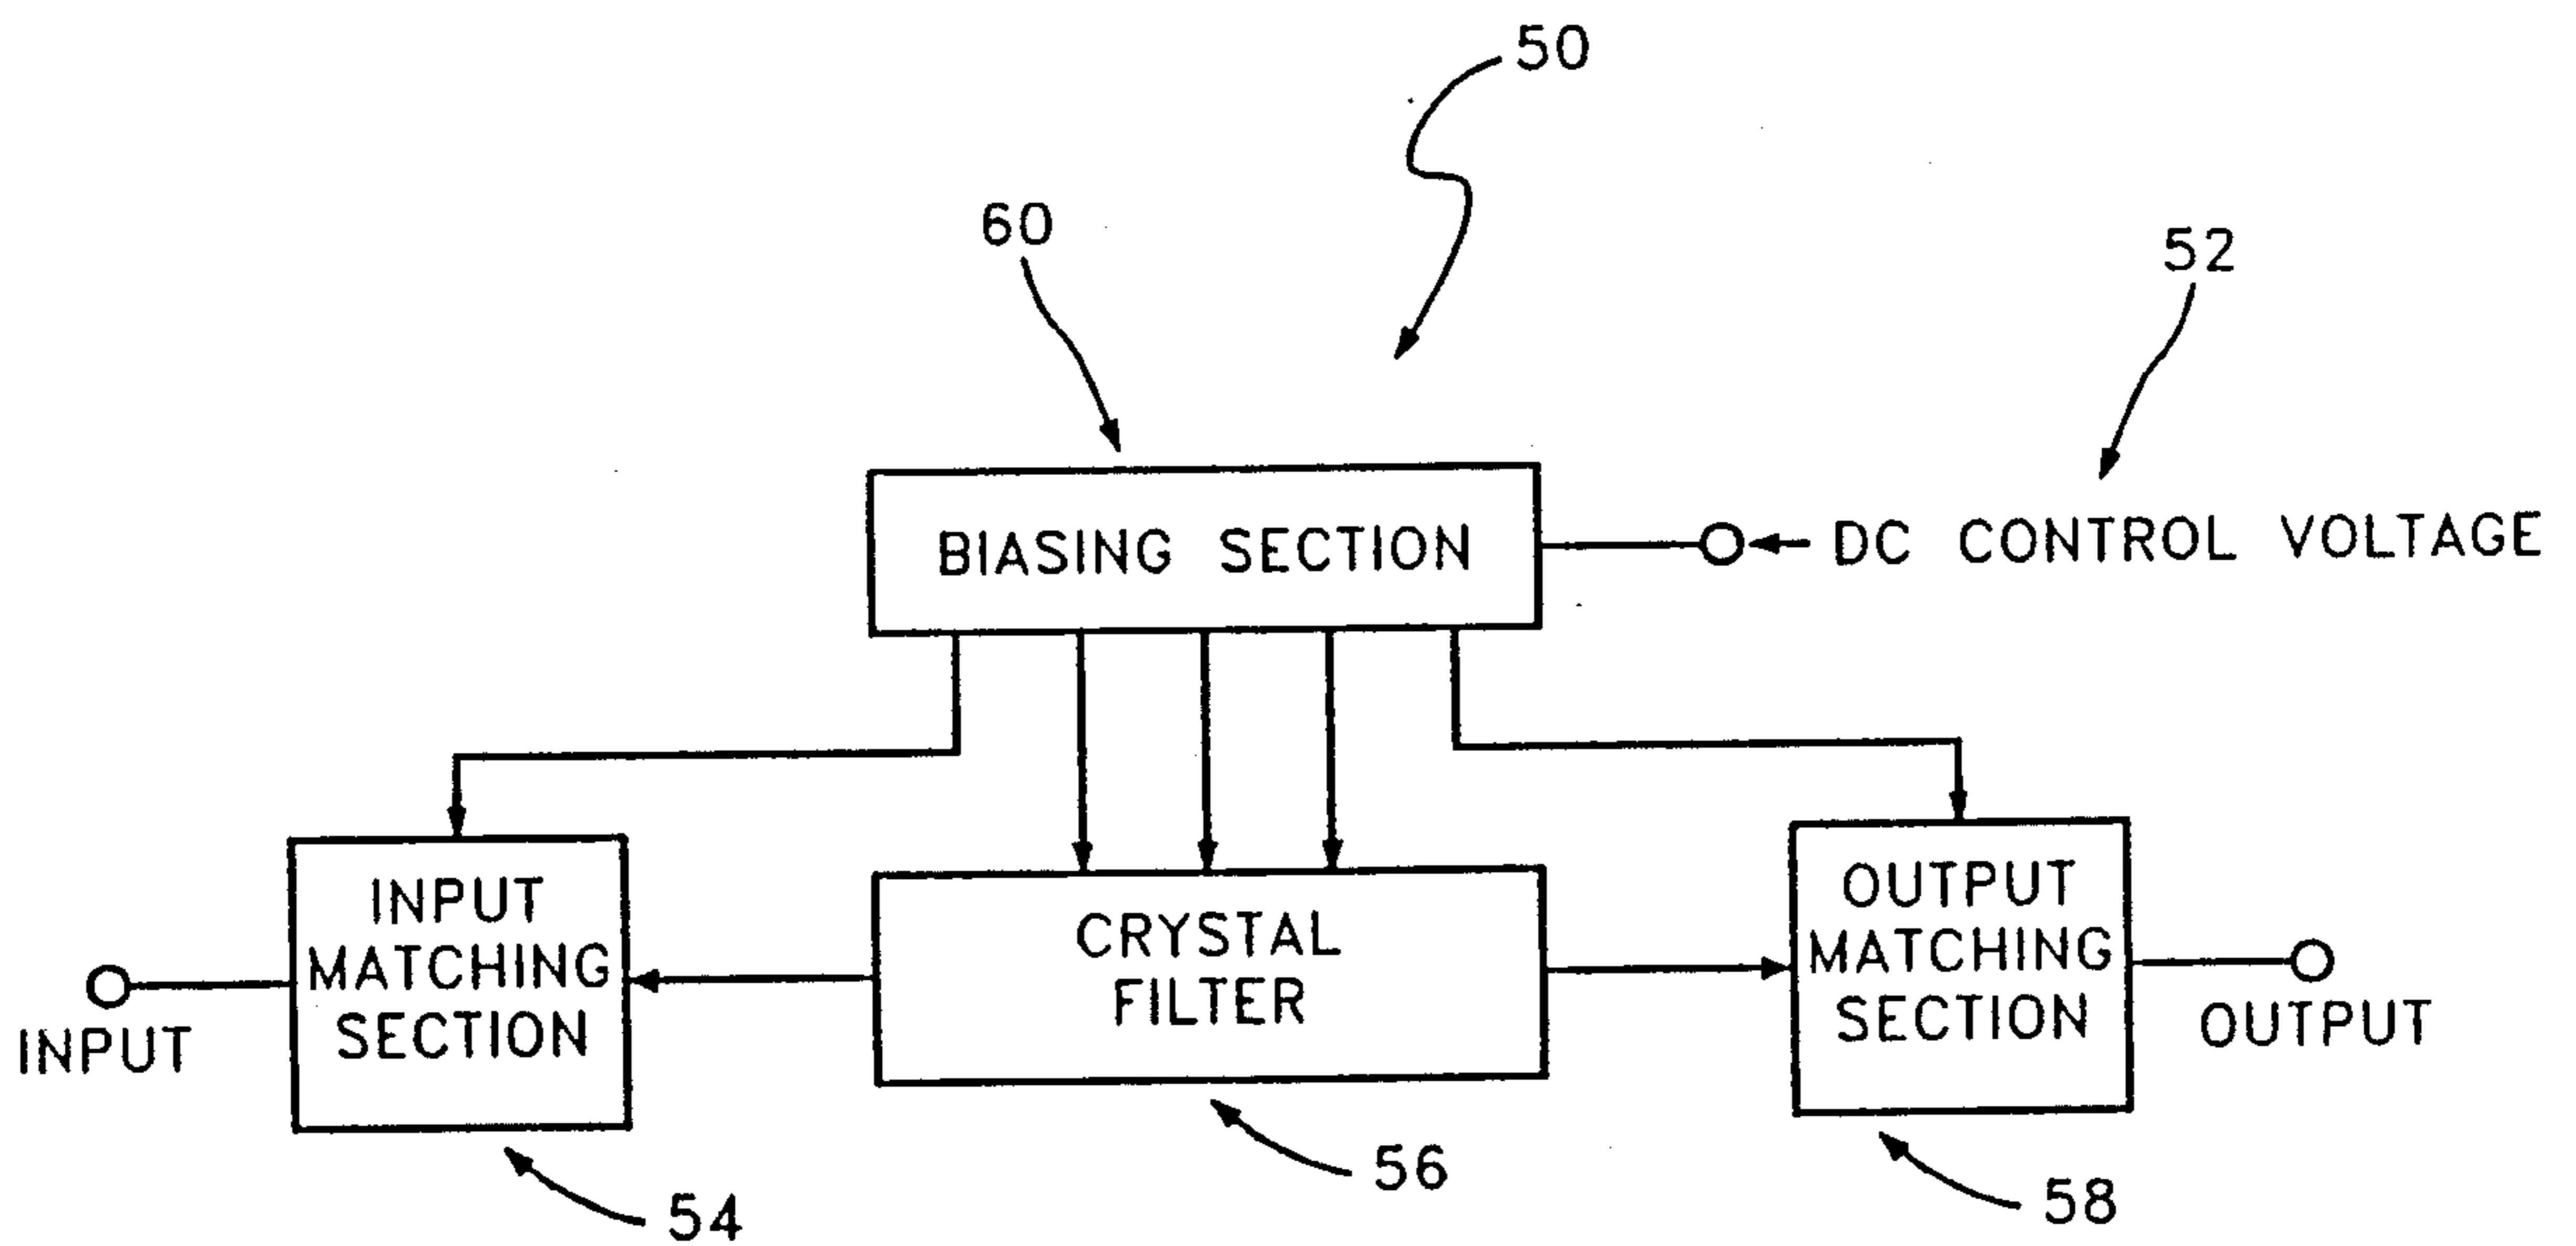 50
60
52
BIASING SECTION
DC CONTROL VOLTAGE
INPUT
MATCHING
SECTION
CRYSTAL
FILTER
OUTPUT
MATCHING
SECTION
INPUT
OUTPUT
54
56
58